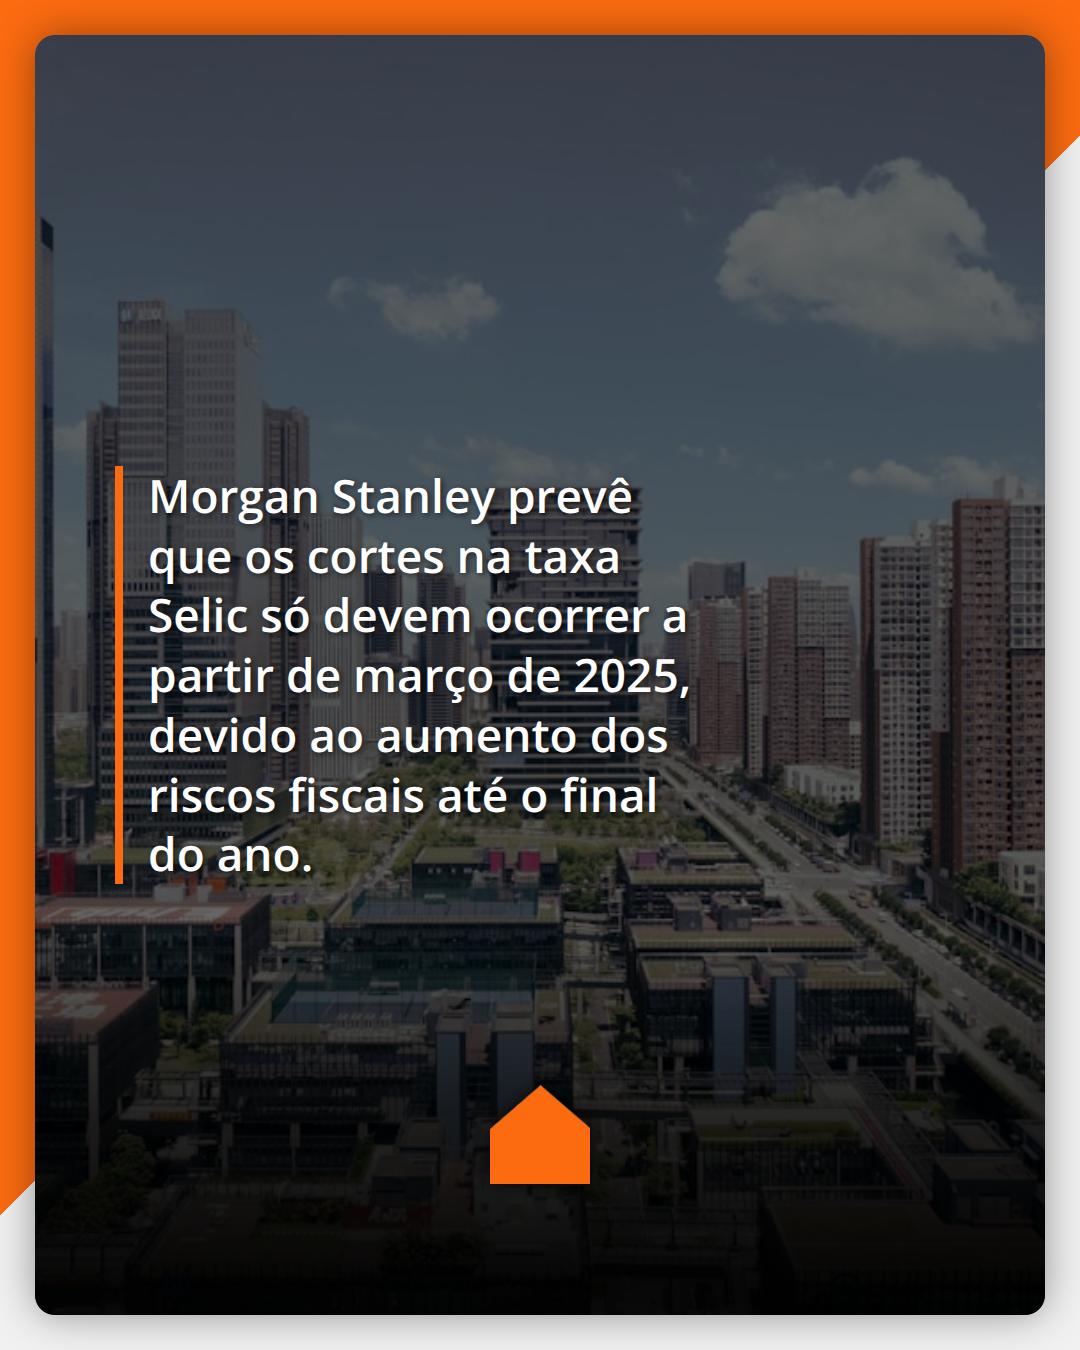 Morgan Stanley prevê
que os cortes na taxa
Selic só devem ocorrer a
partir de março de 2025,
devido ao aumento dos
riscos fiscais até o final
do ano.